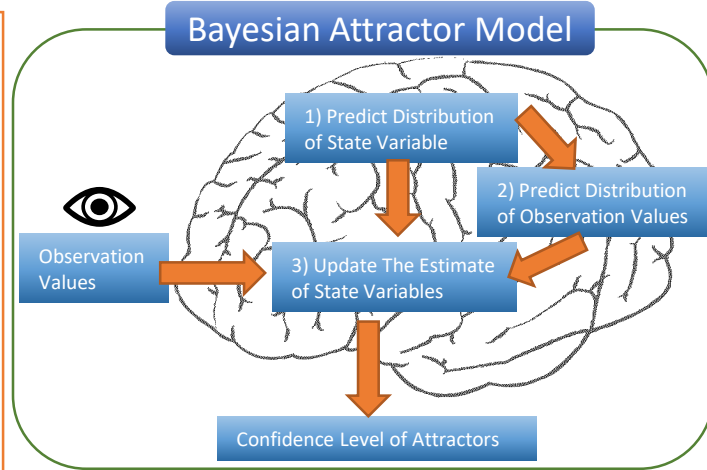 Bayesian Attractor Model
1) Predict Distribution
of State Variable
2) Predict Distribution
of Observation Values
Observation
Values
3) Update The Estimate
of State Variables
Confidence Level of Attractors